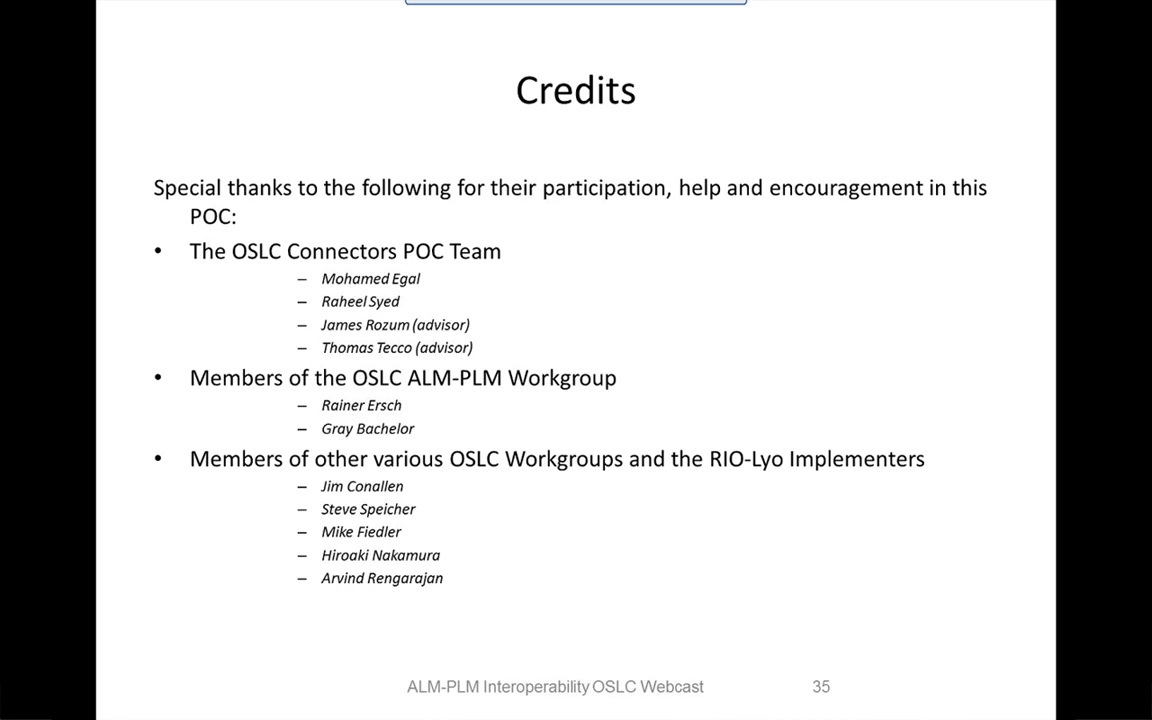 Credits
Special thanks to the following for their participation, help and encouragement in this
POC:
• The OSLC Connectors POC Team
– Mohamed Egal
– Raheel Syed
– James Rozum (advisor)
– Thomas Tecco (advisor)
• Members of the OSLC ALM-PLM Workgroup
– Rainer Ersch
– Gray Bachelor
• Members of other various OSLC Workgroups and the RIO-Lyo Implementers
– Jim Conallen
– Steve Speicher
– Mike Fiedler
– Hiroaki Nakamura
– Arvind Rengarajan
ALM-PLM Interoperability OSLC Webcast 35